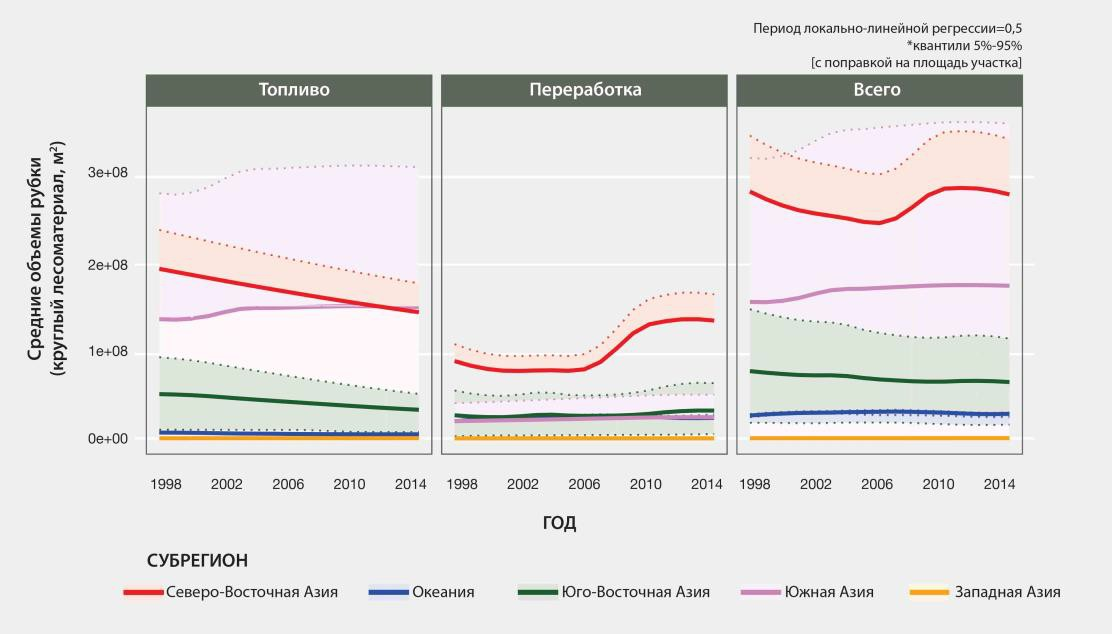 Период локально-линейной регрессии=0,5
*квантили 5%-95%
[с поправкой на площадь участка]
Топливо
Переработка
Всего
Средние объемы рубки
(круглый лесоматериал, м²)
3e+08
2e+08
1e+08
0e+00
1998 2002 2006 2010 2014
1998 2002 2006 2010 2014
1998 2002 2006 2010 2014
ГОД
СУБРЕГИОН
Северо-Восточная Азия
Океания
Юго-Восточная Азия
Южная Азия
Западная Азия